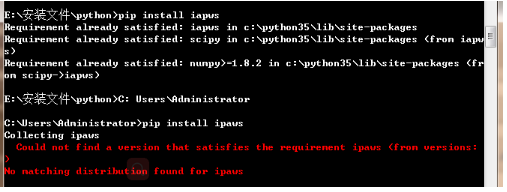 E:\安装文件\python>pip install iapws
Requirement already satisfied: iapws in c:\python35\lib\site-packages
Requirement already satisfied: scipy in c:\python35\lib\site-packages (from iapw
s)
Requirement already satisfied: numpy>=1.8.2 in c:\python35\lib\site-packages (fr
om scipy->iapws)
E:\安装文件\python>C: Users\Administrator
C:\Users\Administrator>pip install ipaws
Collecting ipaws
Could not find a version that satisfies the requirement ipaws (from versions:
)
No matching distribution found for ipaws